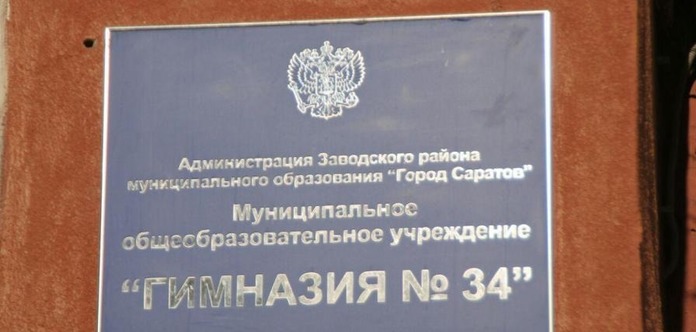 Администрация Заводского района
муниципального образования "Город Саратов"
Муниципальное
общеобразовательное учреждение
"ГИМНАЗИЯ № 34"